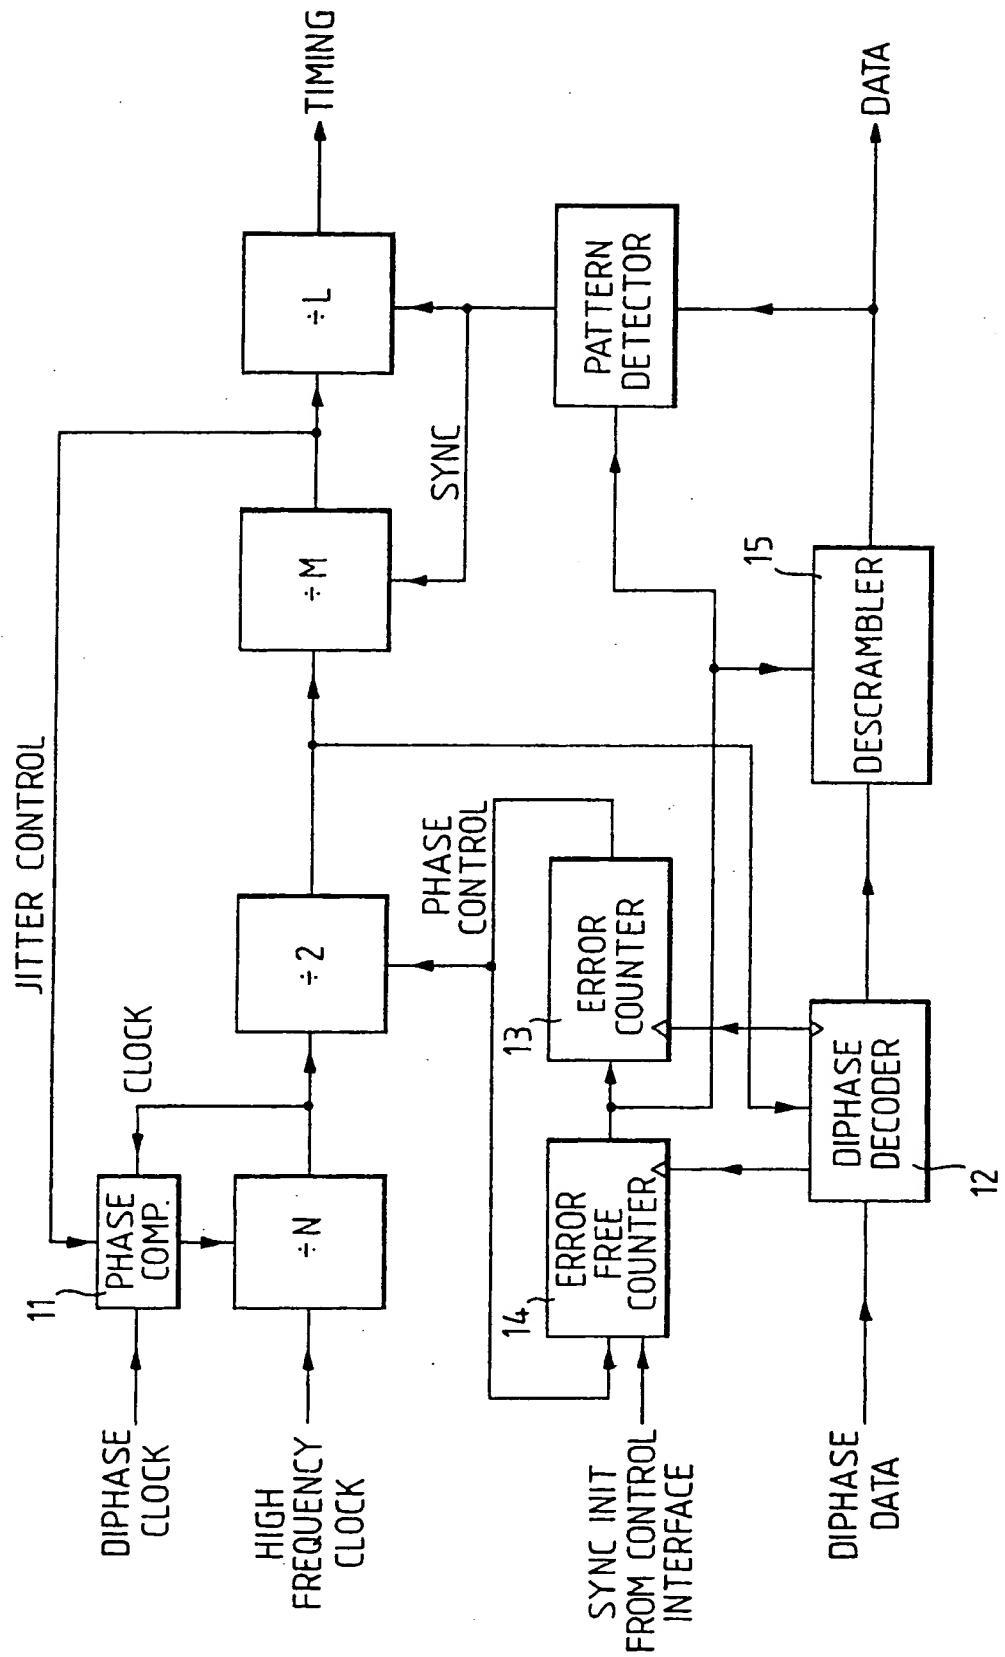 JITTER CONTROL
DIPHASE
CLOCK
11
PHASE
COMP.
CLOCK
HIGH
FREQUENCY
CLOCK
÷N
÷2
÷M
÷L
TIMING
PHASE
CONTROL
SYNC
SYNC INIT
FROM CONTROL
INTERFACE
14
ERROR
FREE
COUNTER
13
ERROR
COUNTER
PATTERN
DETECTOR
DIPHASE
DATA
DIPHASE
DECODER
12
15
DESCRAMBLER
DATA